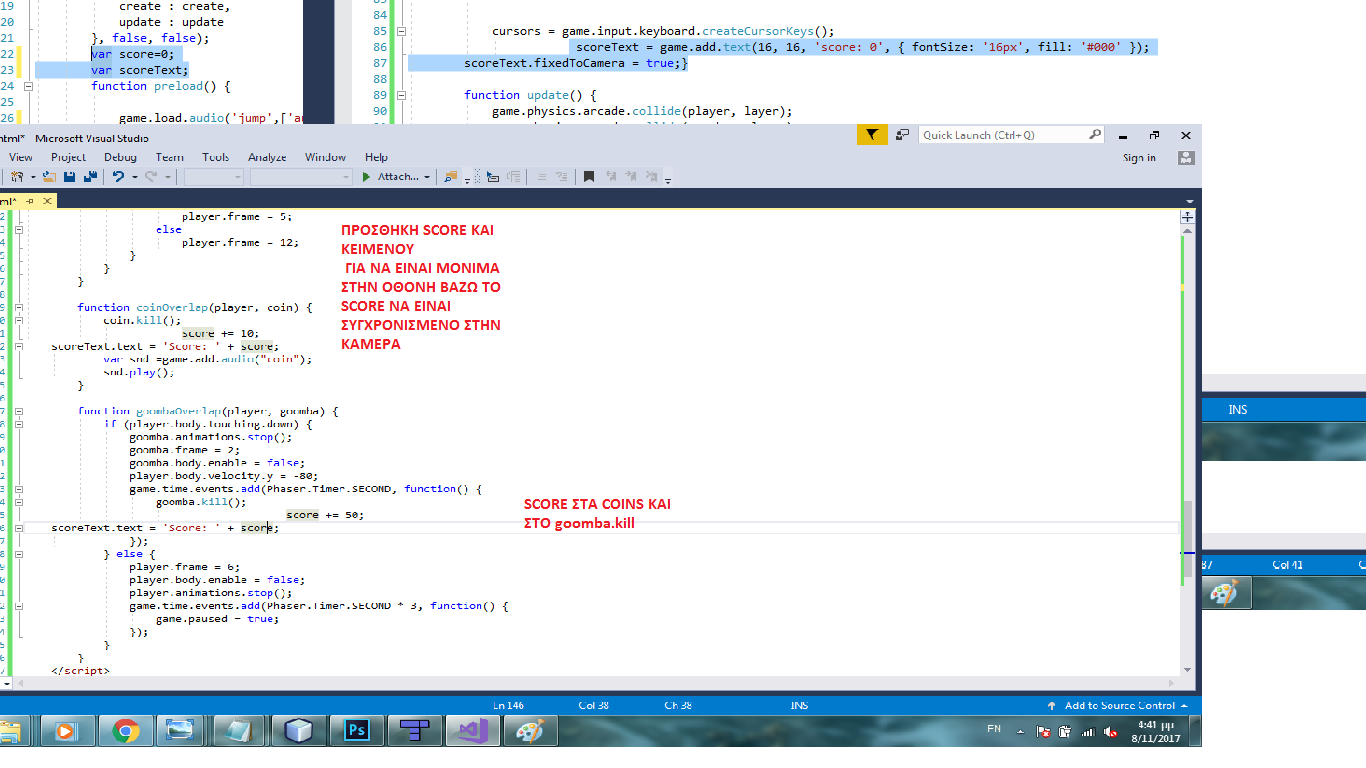 19 create : create,
20 update : update
21 }, false, false);
22 var score=0;
23 var scoreText;
24 function preload() {
25
26 game.load.audio('jump',['au
84
85 cursors = game.input.keyboard.createCursorKeys();
86 scoreText = game.add.text(16, 16, 'score: 0', { fontSize: '16px', fill: '#000' });
87 scoreText.fixedToCamera = true;}
88
89 function update() {
90 game.physics.arcade.collide(player, layer);
html* Microsoft Visual Studio
Quick Launch (Ctrl+Q)
View Project Debug Team Tools Analyze Window Help
Sign in
Attach...
ml*
player.frame = 5;
else
player.frame = 12;
}
}
}
function coinOverlap(player, coin) {
coin.kill();
score += 10;
scoreText.text = 'Score: ' + score;
var snd =game.add.audio("coin");
snd.play();
}
function goombaOverlap(player, goomba) {
if (player.body.touching.down) {
goomba.animations.stop();
goomba.frame = 2;
goomba.body.enable = false;
player.body.velocity.y = -80;
game.time.events.add(Phaser.Timer.SECOND, function() {
goomba.kill();
score += 50;
scoreText.text = 'Score: ' + score;
});
} else {
player.frame = 6;
player.body.enable = false;
player.animations.stop();
game.time.events.add(Phaser.Timer.SECOND * 3, function() {
game.paused = true;
});
}
}
</script>
ΠΡΟΣΘΗΚΗ SCORE ΚΑΙ
ΚΕΙΜΕΝΟΥ
ΓΙΑ ΝΑ ΕΙΝΑΙ ΜΟΝΙΜΑ
ΣΤΗΝ ΟΘΟΝΗ ΒΑΖΩ ΤΟ
SCORE ΝΑ ΕΙΝΑΙ
ΣΥΓΧΡΟΝΙΣΜΕΝΟ ΣΤΗΝ
ΚΑΜΕΡΑ
SCORE ΣΤΑ COINS ΚΑΙ
ΣΤΟ goomba.kill
INS
87 Col 41 C
Ln 146 Col 38 Ch 38 INS Add to Source Control
Ps
EN
4:41 μμ
8/11/2017